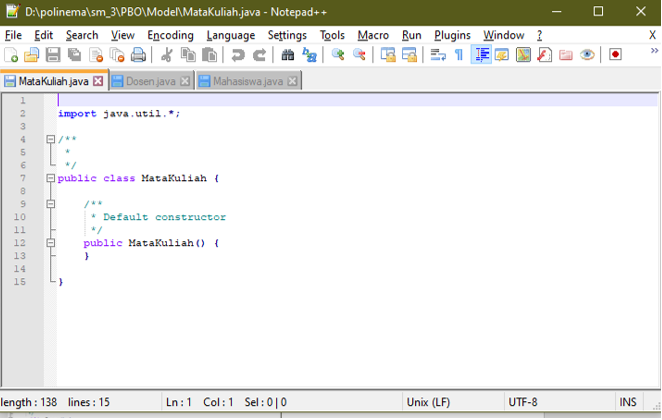 D:\polinema\sm_3\PBO\Model\MataKuliah.java - Notepad++
File Edit Search View Encoding Language Settings Tools Macro Run Plugins Window ? X
MataKuliah.java Dosen.java Mahasiswa.java
1
2 import java.util.*;
3
4 /**
5 *
6 */
7 public class MataKuliah {
8
9 /**
10 * Default constructor
11 */
12 public MataKuliah() {
13 }
14
15 }
length : 138 lines : 15 Ln : 1 Col : 1 Sel : 0 | 0 Unix (LF) UTF-8 INS